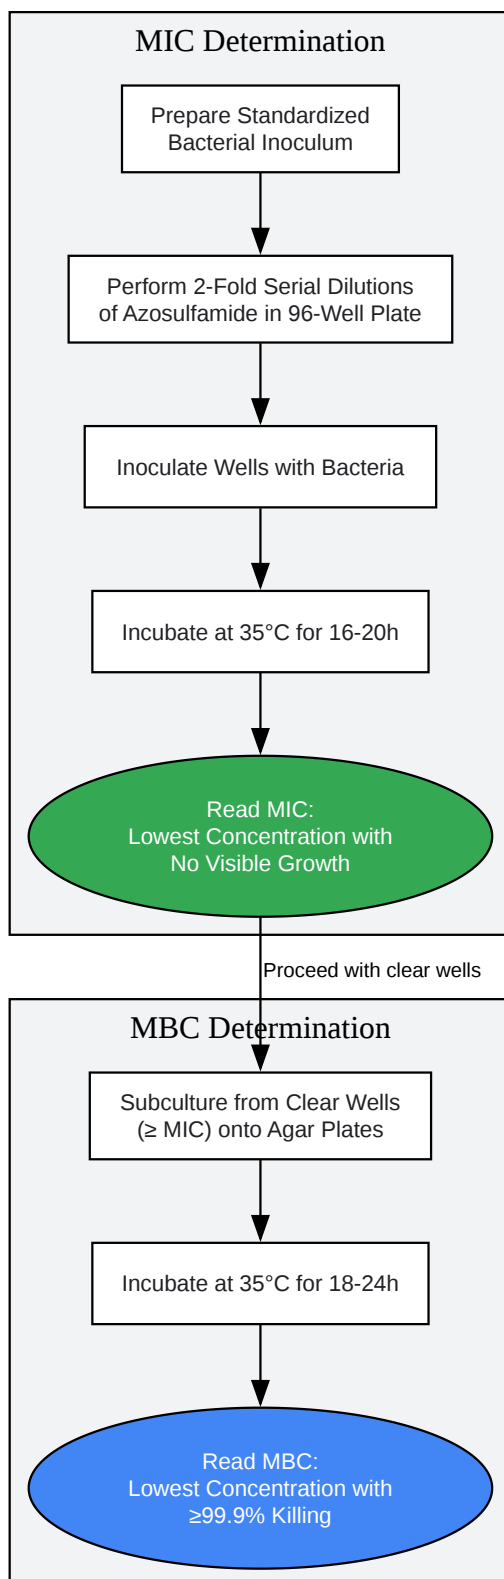 MIC Determination
Prepare Standardized
Bacterial Inoculum
Perform 2-Fold Serial Dilutions
of Azosulfamide in 96-Well Plate
Inoculate Wells with Bacteria
Incubate at 35°C for 16-20h
Read MIC:
Lowest Concentration with
No Visible Growth
Proceed with clear wells
MBC Determination
Subculture from Clear Wells
(≥ MIC) onto Agar Plates
Incubate at 35°C for 18-24h
Read MBC:
Lowest Concentration with
≥99.9% Killing